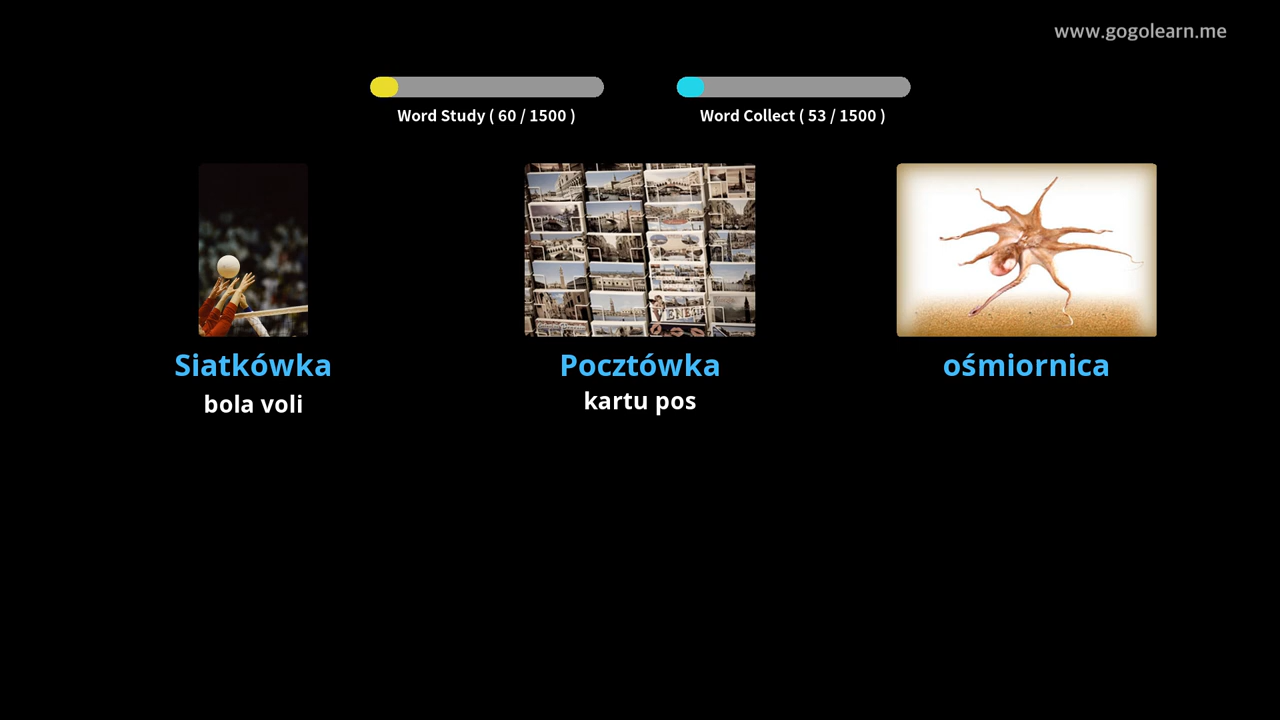 www.gogolearn.me
Word Study ( 60 / 1500 )
Word Collect ( 53 / 1500 )
Siatkówka
Pocztówka
ośmiornica
bola voli
kartu pos